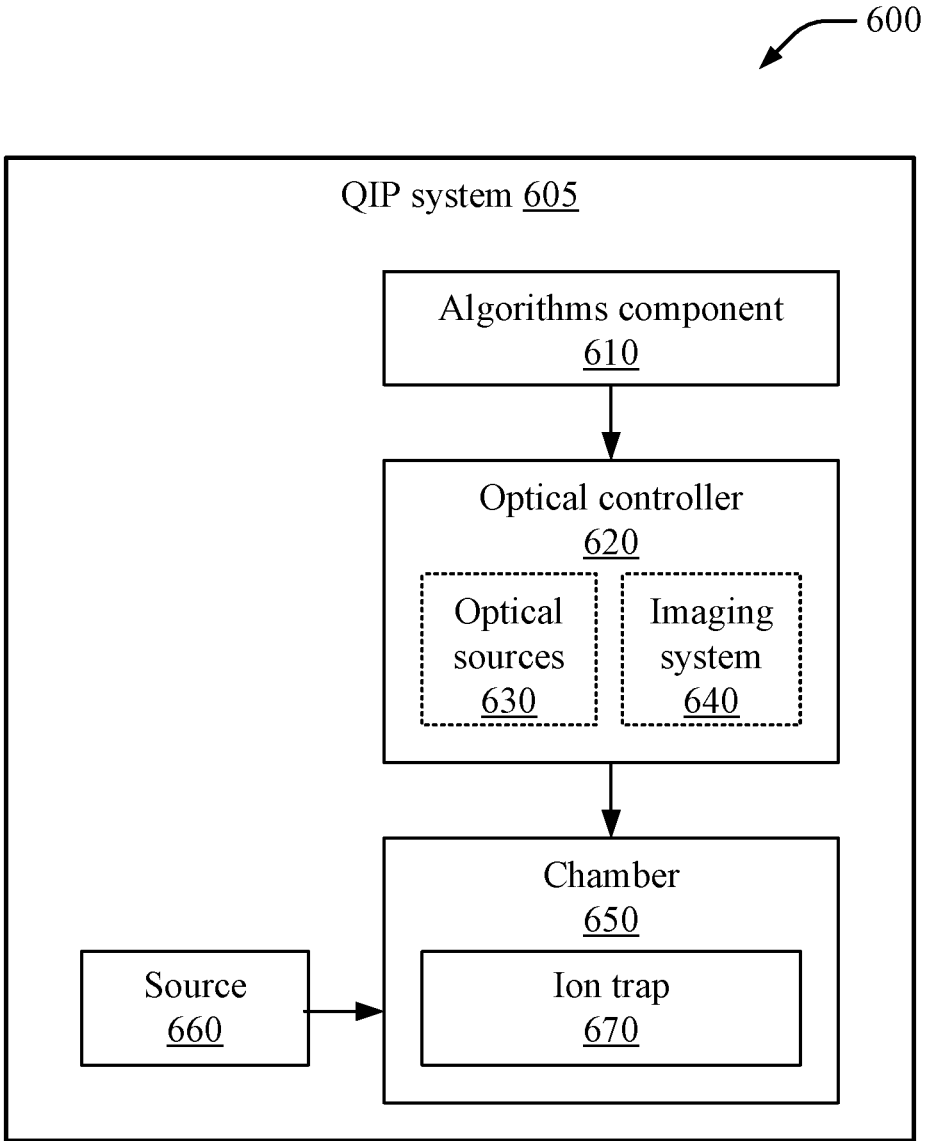 600
QIP system 605
Algorithms component
610
Optical controller
620
Optical
sources
630
Imaging
system
640
Chamber
650
Source
660
Ion trap
670